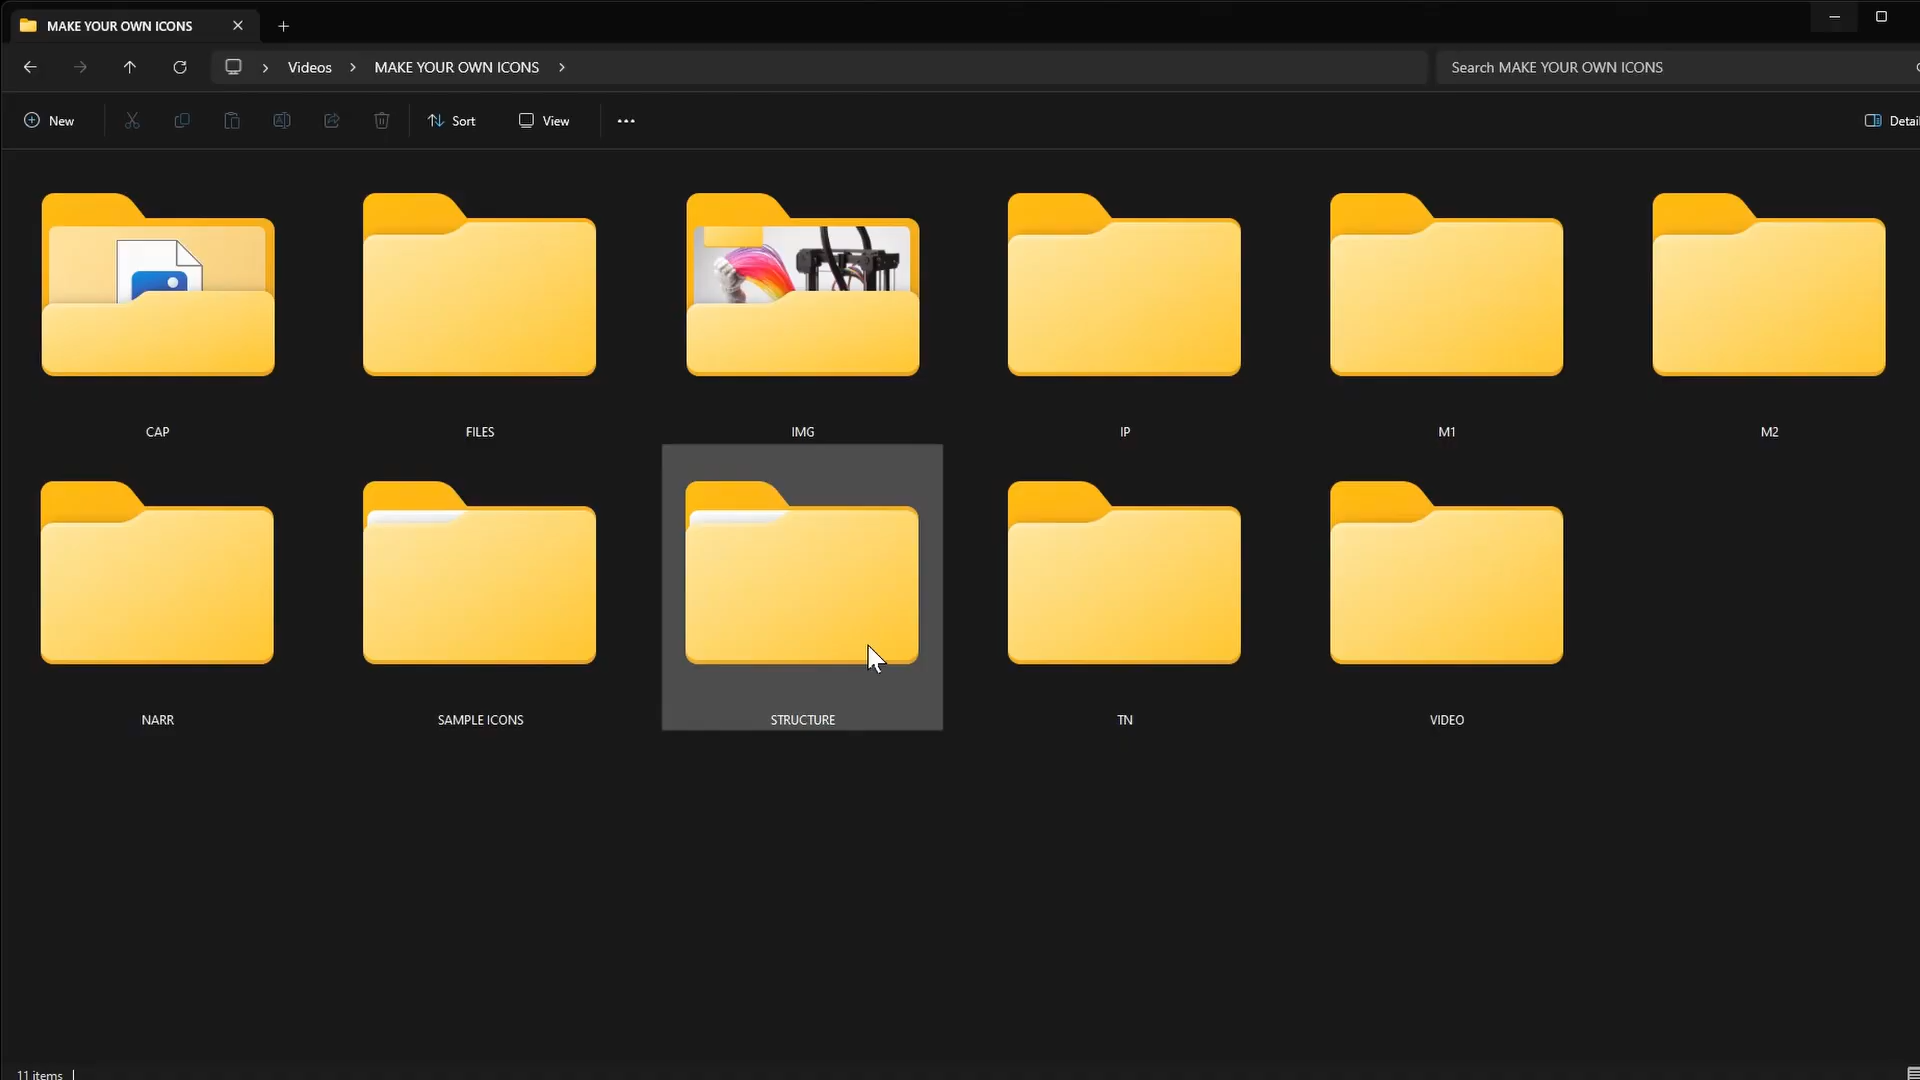 MAKE YOUR OWN ICONS
Videos MAKE YOUR OWN ICONS
Search MAKE YOUR OWN ICONS
New Sort View Detai
CAP FILES IMG IP M1 M2
NARR SAMPLE ICONS STRUCTURE TN VIDEO
11 items